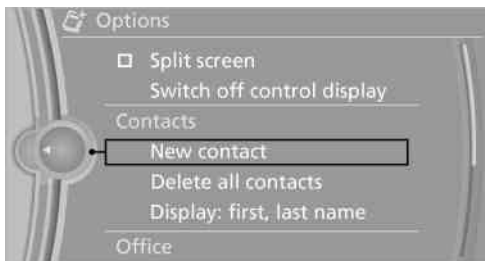 Options
Split screen
Switch off control display
Contacts
New contact
Delete all contacts
Display: first, last name
Office